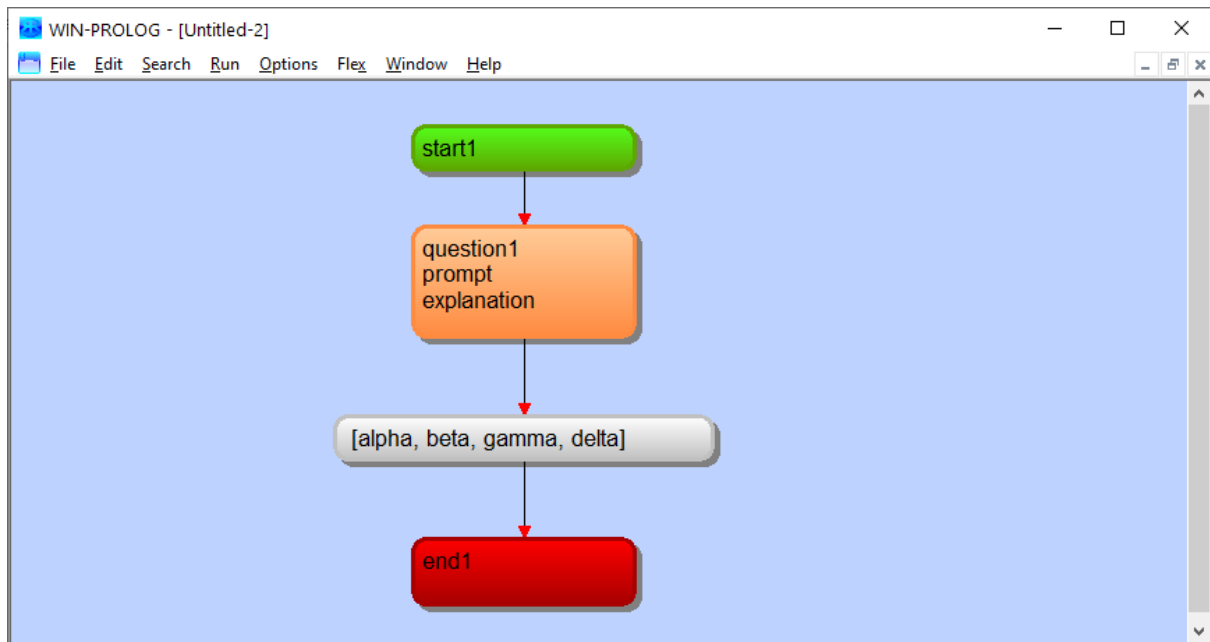 WIN-PROLOG - [Untitled-2]
File Edit Search Run Options Flex Window Help
start1
question1
prompt
explanation
[alpha, beta, gamma, delta]
end1